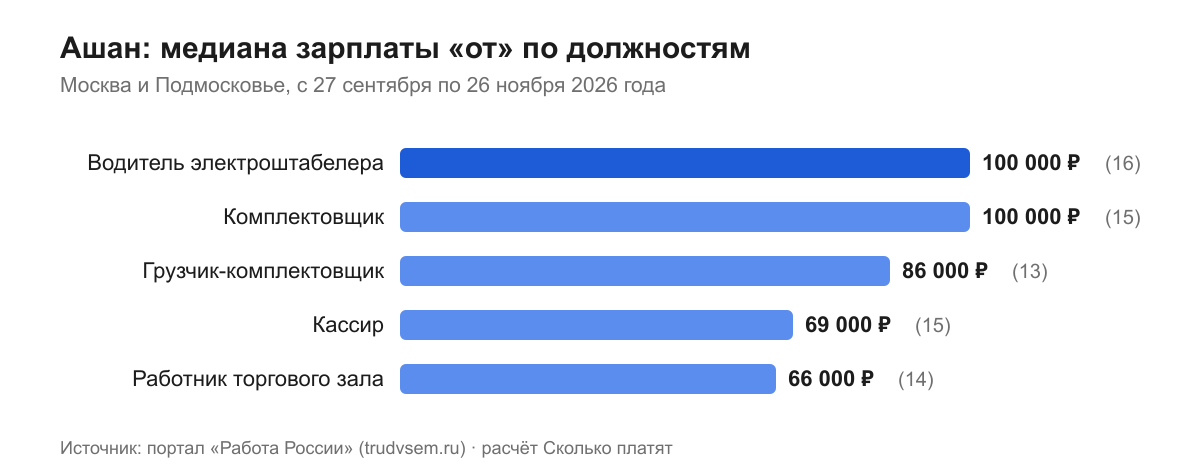 Ашан: медиана зарплаты «от» по должностям
Москва и Подмосковье, с 27 сентября по 26 ноября 2026 года
Водитель электроштабелера 100 000 ₽ (16)
Комплектовщик 100 000 ₽ (15)
Грузчик-комплектовщик 86 000 ₽ (13)
Кассир 69 000 ₽ (15)
Работник торгового зала 66 000 ₽ (14)
Источник: портал «Работа России» (trudvsem.ru) · расчёт Сколько платят